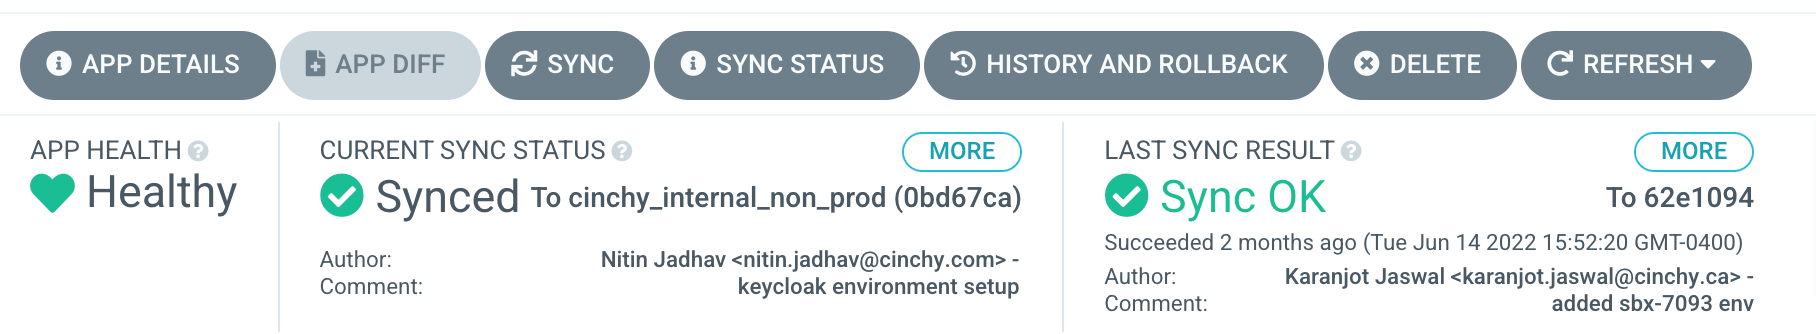 APP DETAILS APP DIFF SYNC SYNC STATUS HISTORY AND ROLLBACK DELETE REFRESH
APP HEALTH
Healthy
CURRENT SYNC STATUS MORE
Synced To cinchy_internal_non_prod (0bd67ca)
Author: Nitin Jadhav <nitin.jadhav@cinchy.com> -
Comment: keycloak environment setup
LAST SYNC RESULT MORE
Sync OK To 62e1094
Succeeded 2 months ago (Tue Jun 14 2022 15:52:20 GMT-0400)
Author: Karanjot Jaswal <karanjot.jaswal@cinchy.ca> -
Comment: added sbx-7093 env